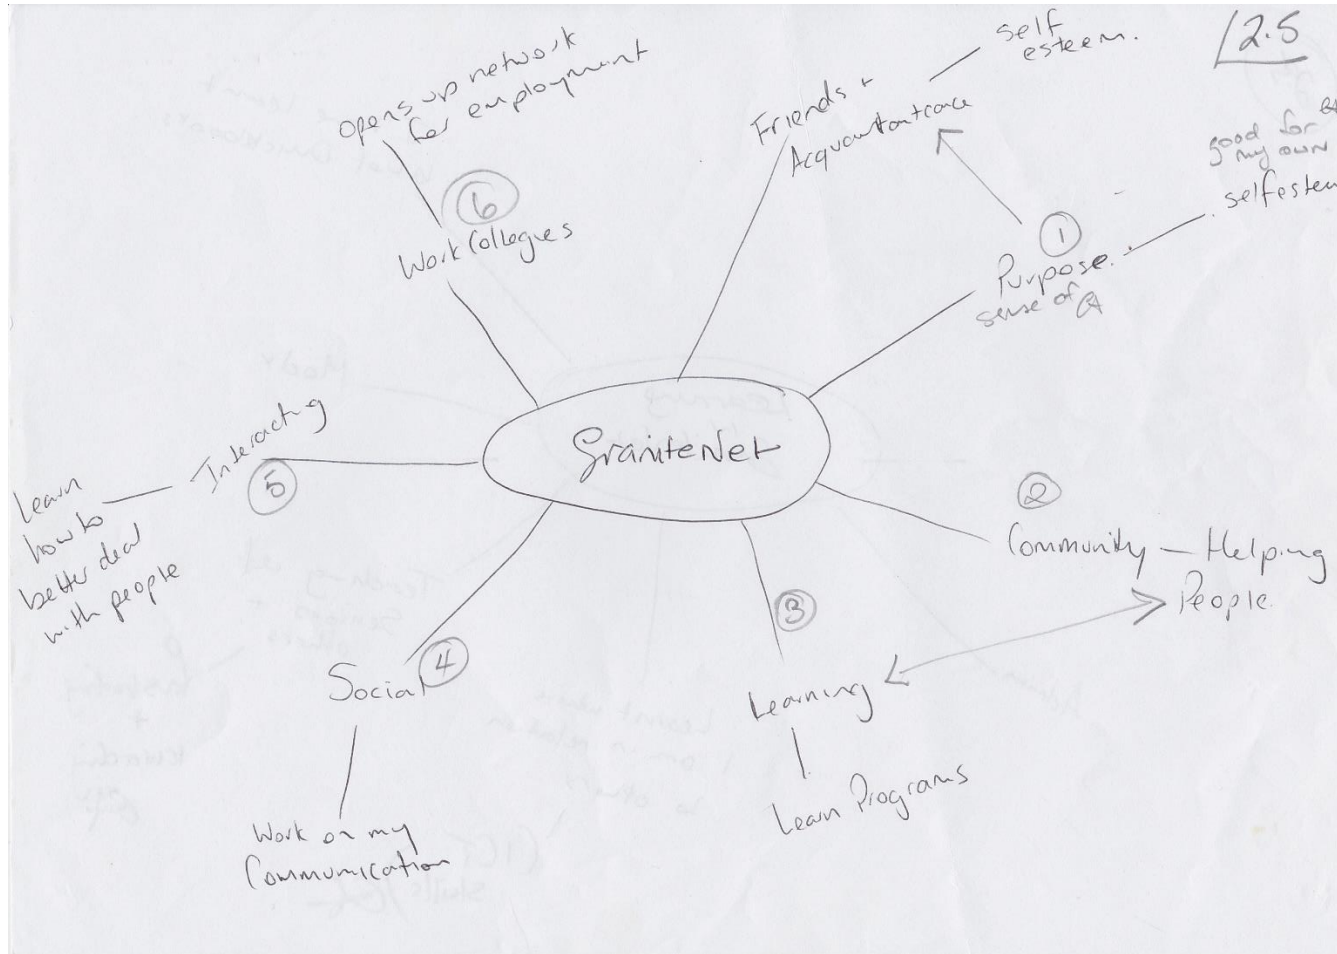 12.5
opens up network
for employment
6
Work Collegues
Friends +
Acquantantance
self
esteem.
good for
my own
selfesteem
1
Purpose.
sense of
GraniteNet
Interacting
5
Learn
how to
better deal
with people
2
Community – Helping
People.
3
Learning
Learn Programs
Social
4
Work on my
Communication